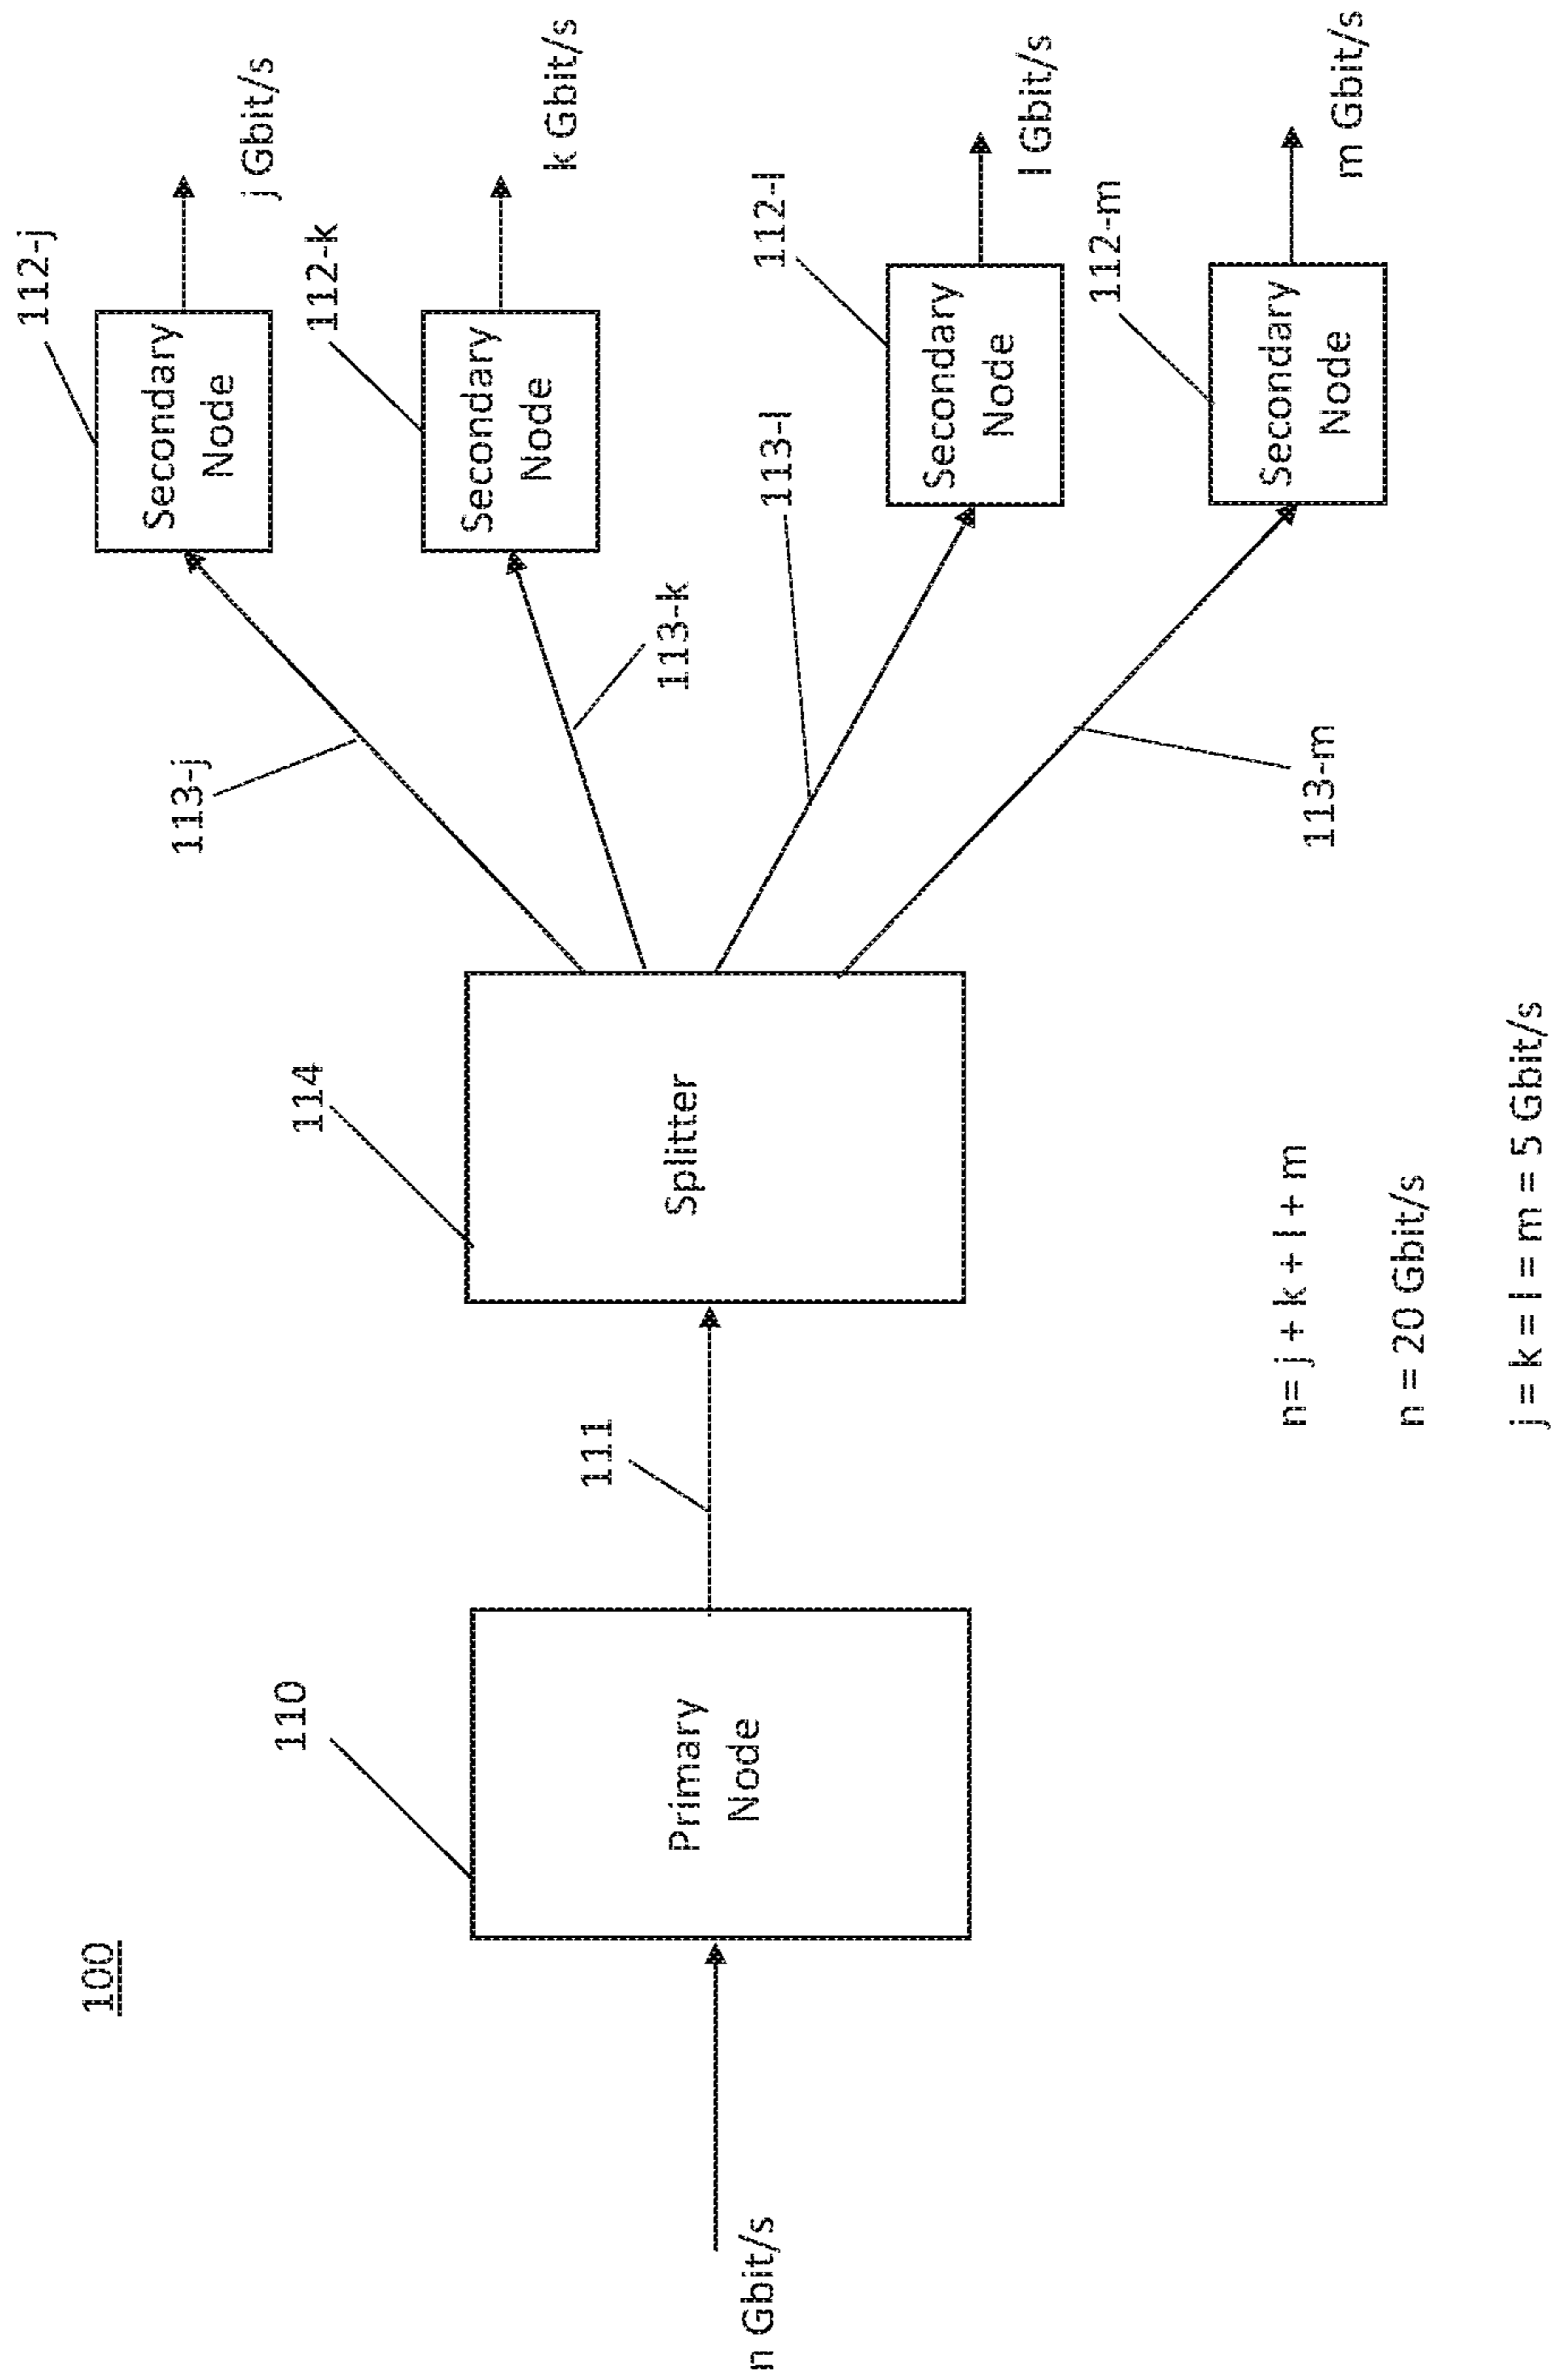 100
n Gbit/s
110
Primary
Node
111
114
Splitter
113-j
113-k
113-l
113-m
112-j
Secondary
Node
j Gbit/s
112-k
Secondary
Node
k Gbit/s
112-l
Secondary
Node
l Gbit/s
112-m
Secondary
Node
m Gbit/s
n= j + k + l + m
n = 20 Gbit/s
j = k = l = m = 5 Gbit/s